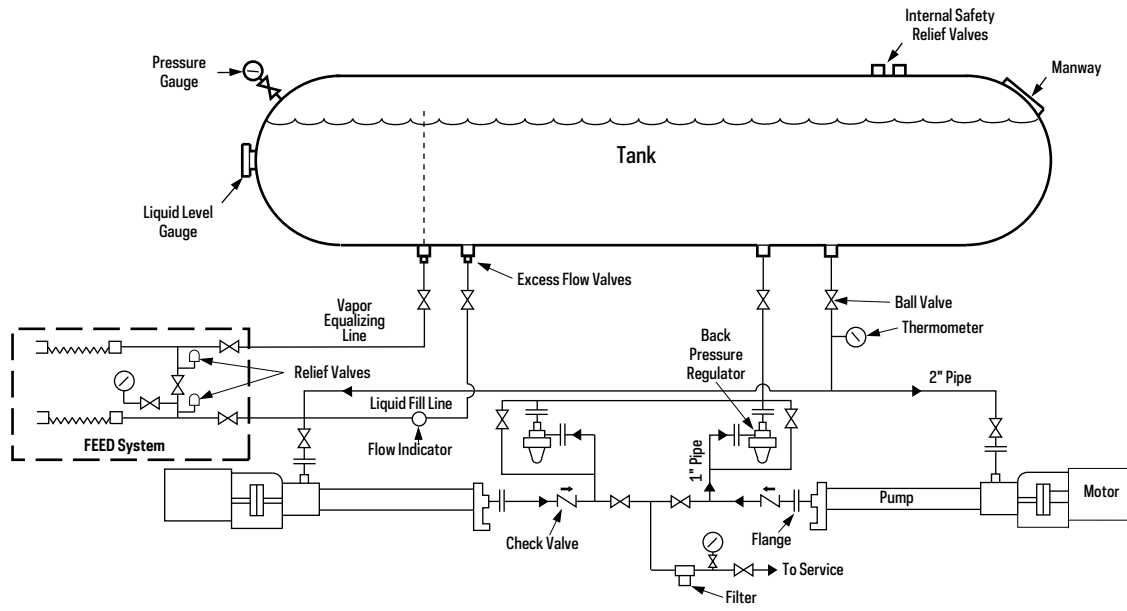 Internal Safety
Relief Valves
Pressure
Gauge
Manway
Tank
Liquid Level
Gauge
Excess Flow Valves
Ball Valve
Vapor
Equalizing
Line
Thermometer
Back
Pressure
Regulator
Relief Valves
2" Pipe
Liquid Fill Line
FEED System
Flow Indicator
1" Pipe
Pump
Motor
Check Valve
Flange
To Service
Filter